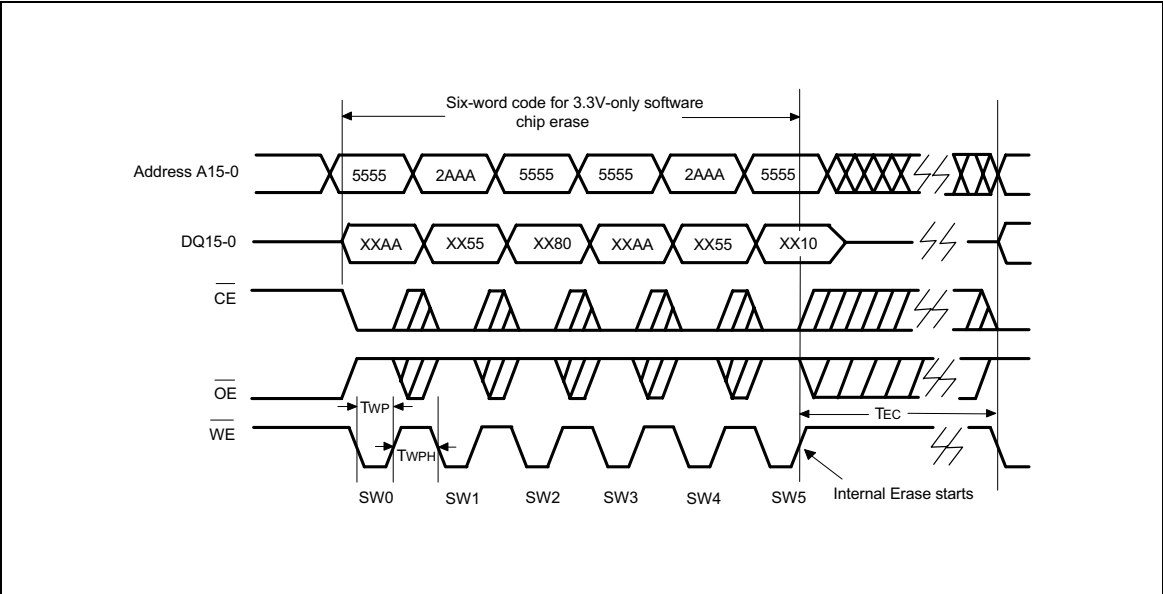 Six-word code for 3.3V-only software
chip erase
Address A15-0
5555 2AAA 5555 5555 2AAA 5555
DQ15-0
XXAA XX55 XX80 XXAA XX55 XX10
CE
OE
TWP
TEC
WE
TWPH
SW0 SW1 SW2 SW3 SW4 SW5
Internal Erase starts